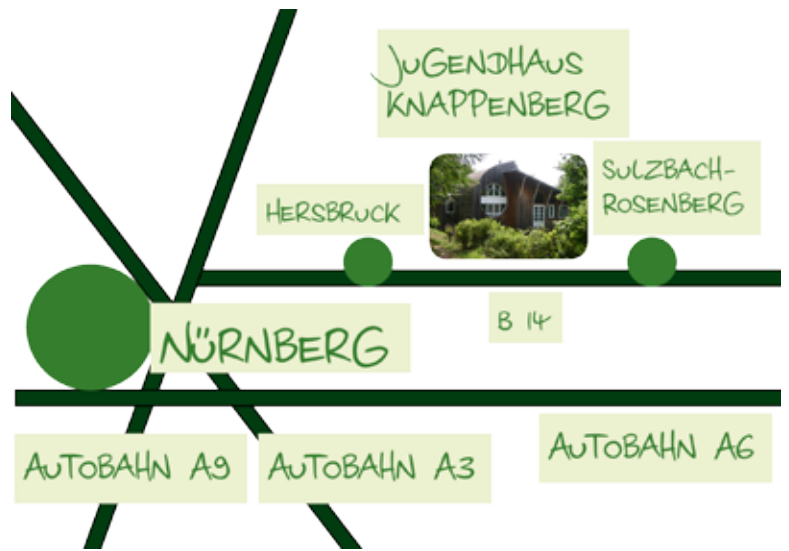 JUGENDHAUS
KNAPPENBERG
SULZBACH-
ROSENBERG
HERSBRUCK
B 14
NÜRNBERG
AUTOBAHN A9
AUTOBAHN A3
AUTOBAHN A6